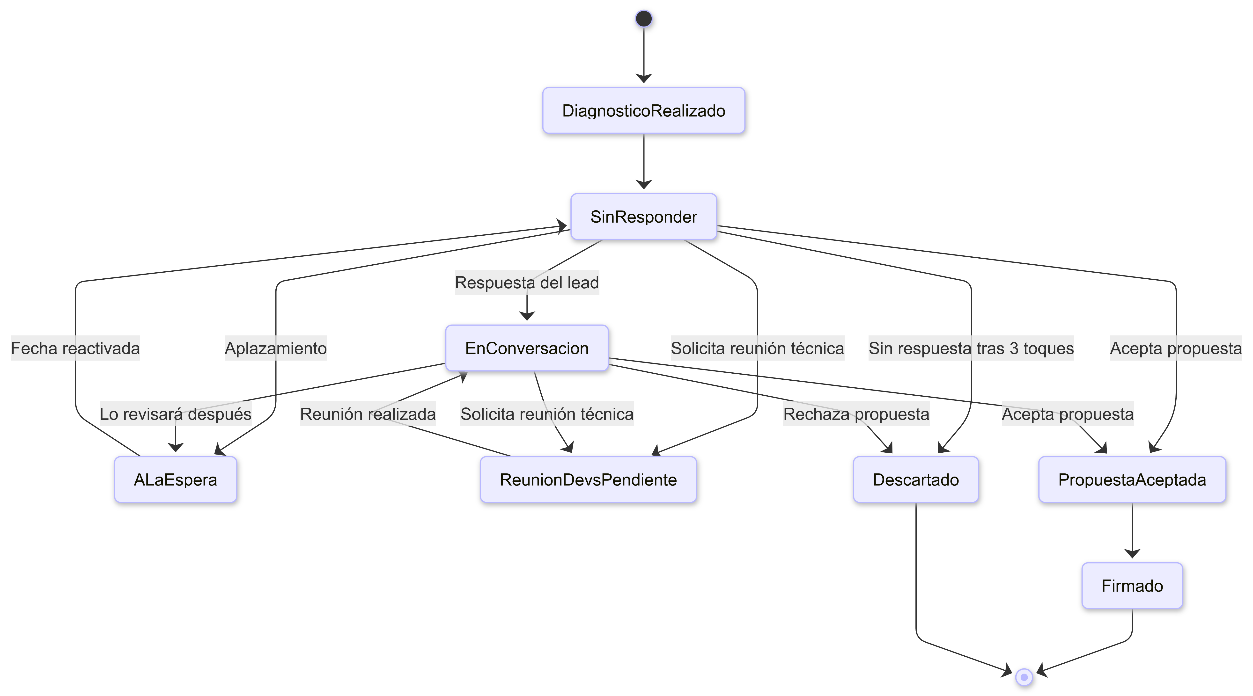 DiagnosticoRealizado
SinResponder
Respuesta del lead
Fecha reactivada
Aplazamiento
EnConversacion
Solicita reunión técnica
Sin respuesta tras 3 toques
Acepta propuesta
Lo revisará después
Reunión realizada
Solicita reunión técnica
Rechaza propuesta
Acepta propuesta
ALaEspera
ReunionDevsPendiente
Descartado
PropuestaAceptada
Firmado